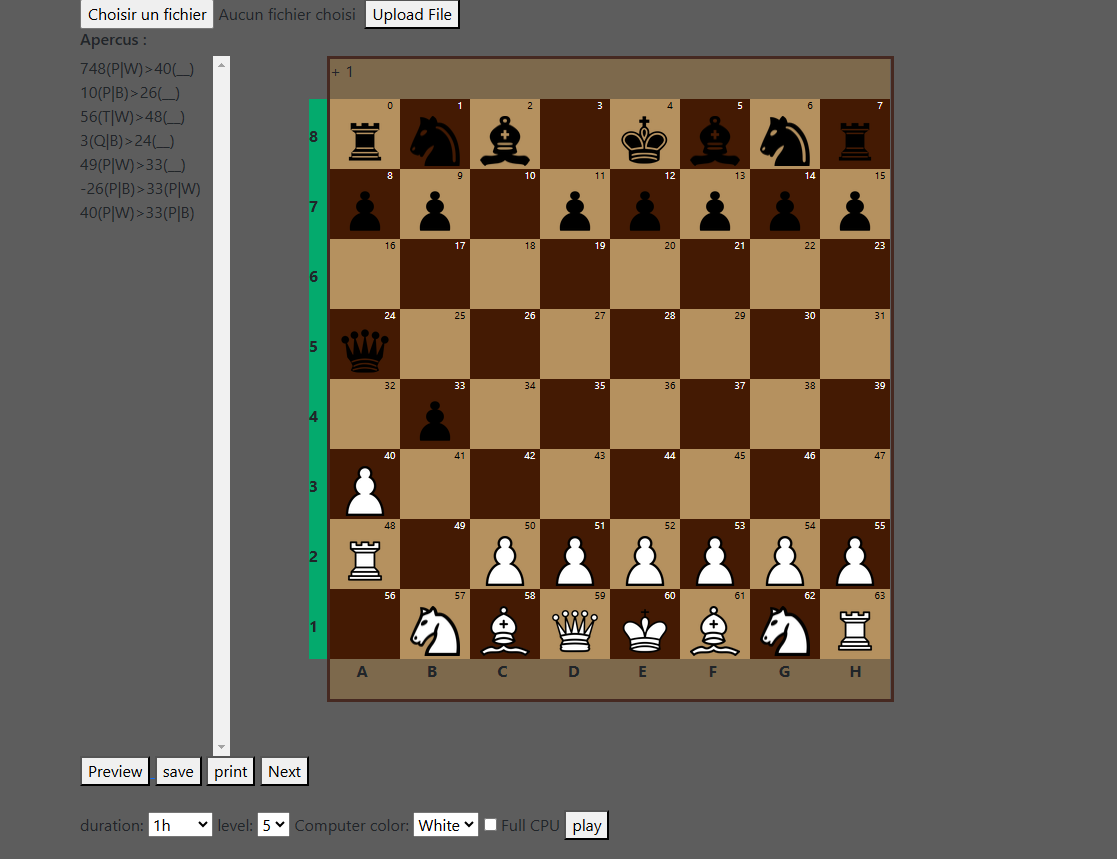 Choisir un fichier Aucun fichier choisi Upload File
Apercus :
748(P|W)>40(__)
10(P|B)>26(__)
56(T|W)>48(__)
3(Q|B)>24(__)
49(P|W)>33(__)
-26(P|B)>33(P|W)
40(P|W)>33(P|B)
+ 1
0 1 2 3 4 5 6 7
8
8 9 10 11 12 13 14 15
7
16 17 18 19 20 21 22 23
6
24 25 26 27 28 29 30 31
5
32 33 34 35 36 37 38 39
4
40 41 42 43 44 45 46 47
3
48 49 50 51 52 53 54 55
2
56 57 58 59 60 61 62 63
1
A B C D E F G H
Preview save print Next
duration: 1h level: 5 Computer color: White Full CPU play